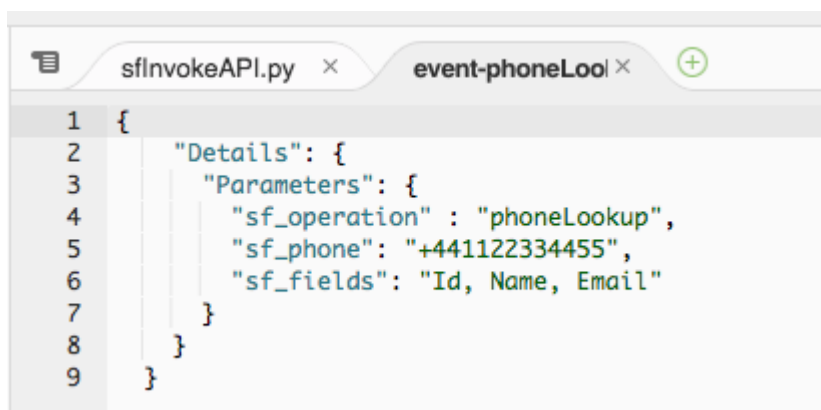 sfInvokeAPI.py × event-phoneLool ×
1 {
2 "Details": {
3 "Parameters": {
4 "sf_operation" : "phoneLookup",
5 "sf_phone": "+441122334455",
6 "sf_fields": "Id, Name, Email"
7 }
8 }
9 }